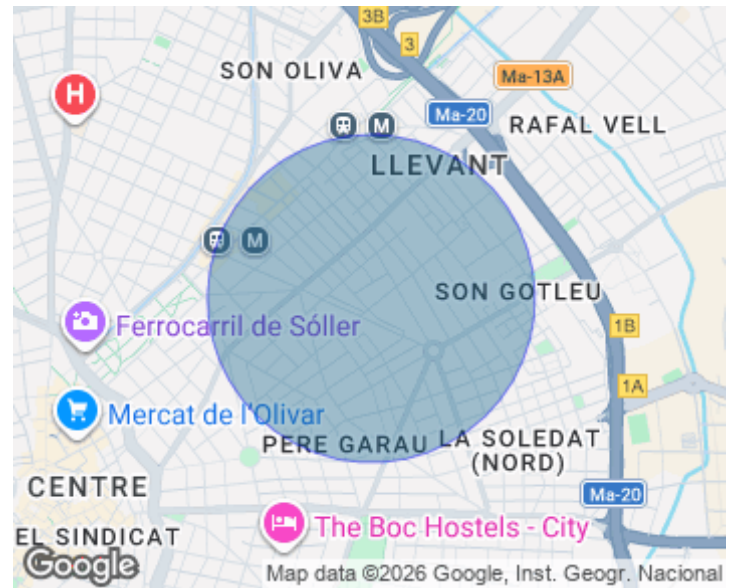 3B
3
SON OLIVA
Ma-13A
H
Ma-20
M
RAFAL VELL
LLEVANT
M
SON GOTLEU
Ferrocarril de Sóller
1B
1A
Mercat de l'Olivar
PERE GARAU
LA SOLEDAT
(NORD)
CENTRE
Ma-20
EL SINDICAT
The Boc Hostels - City
Google
Map data ©2026 Google, Inst. Geogr. Nacional